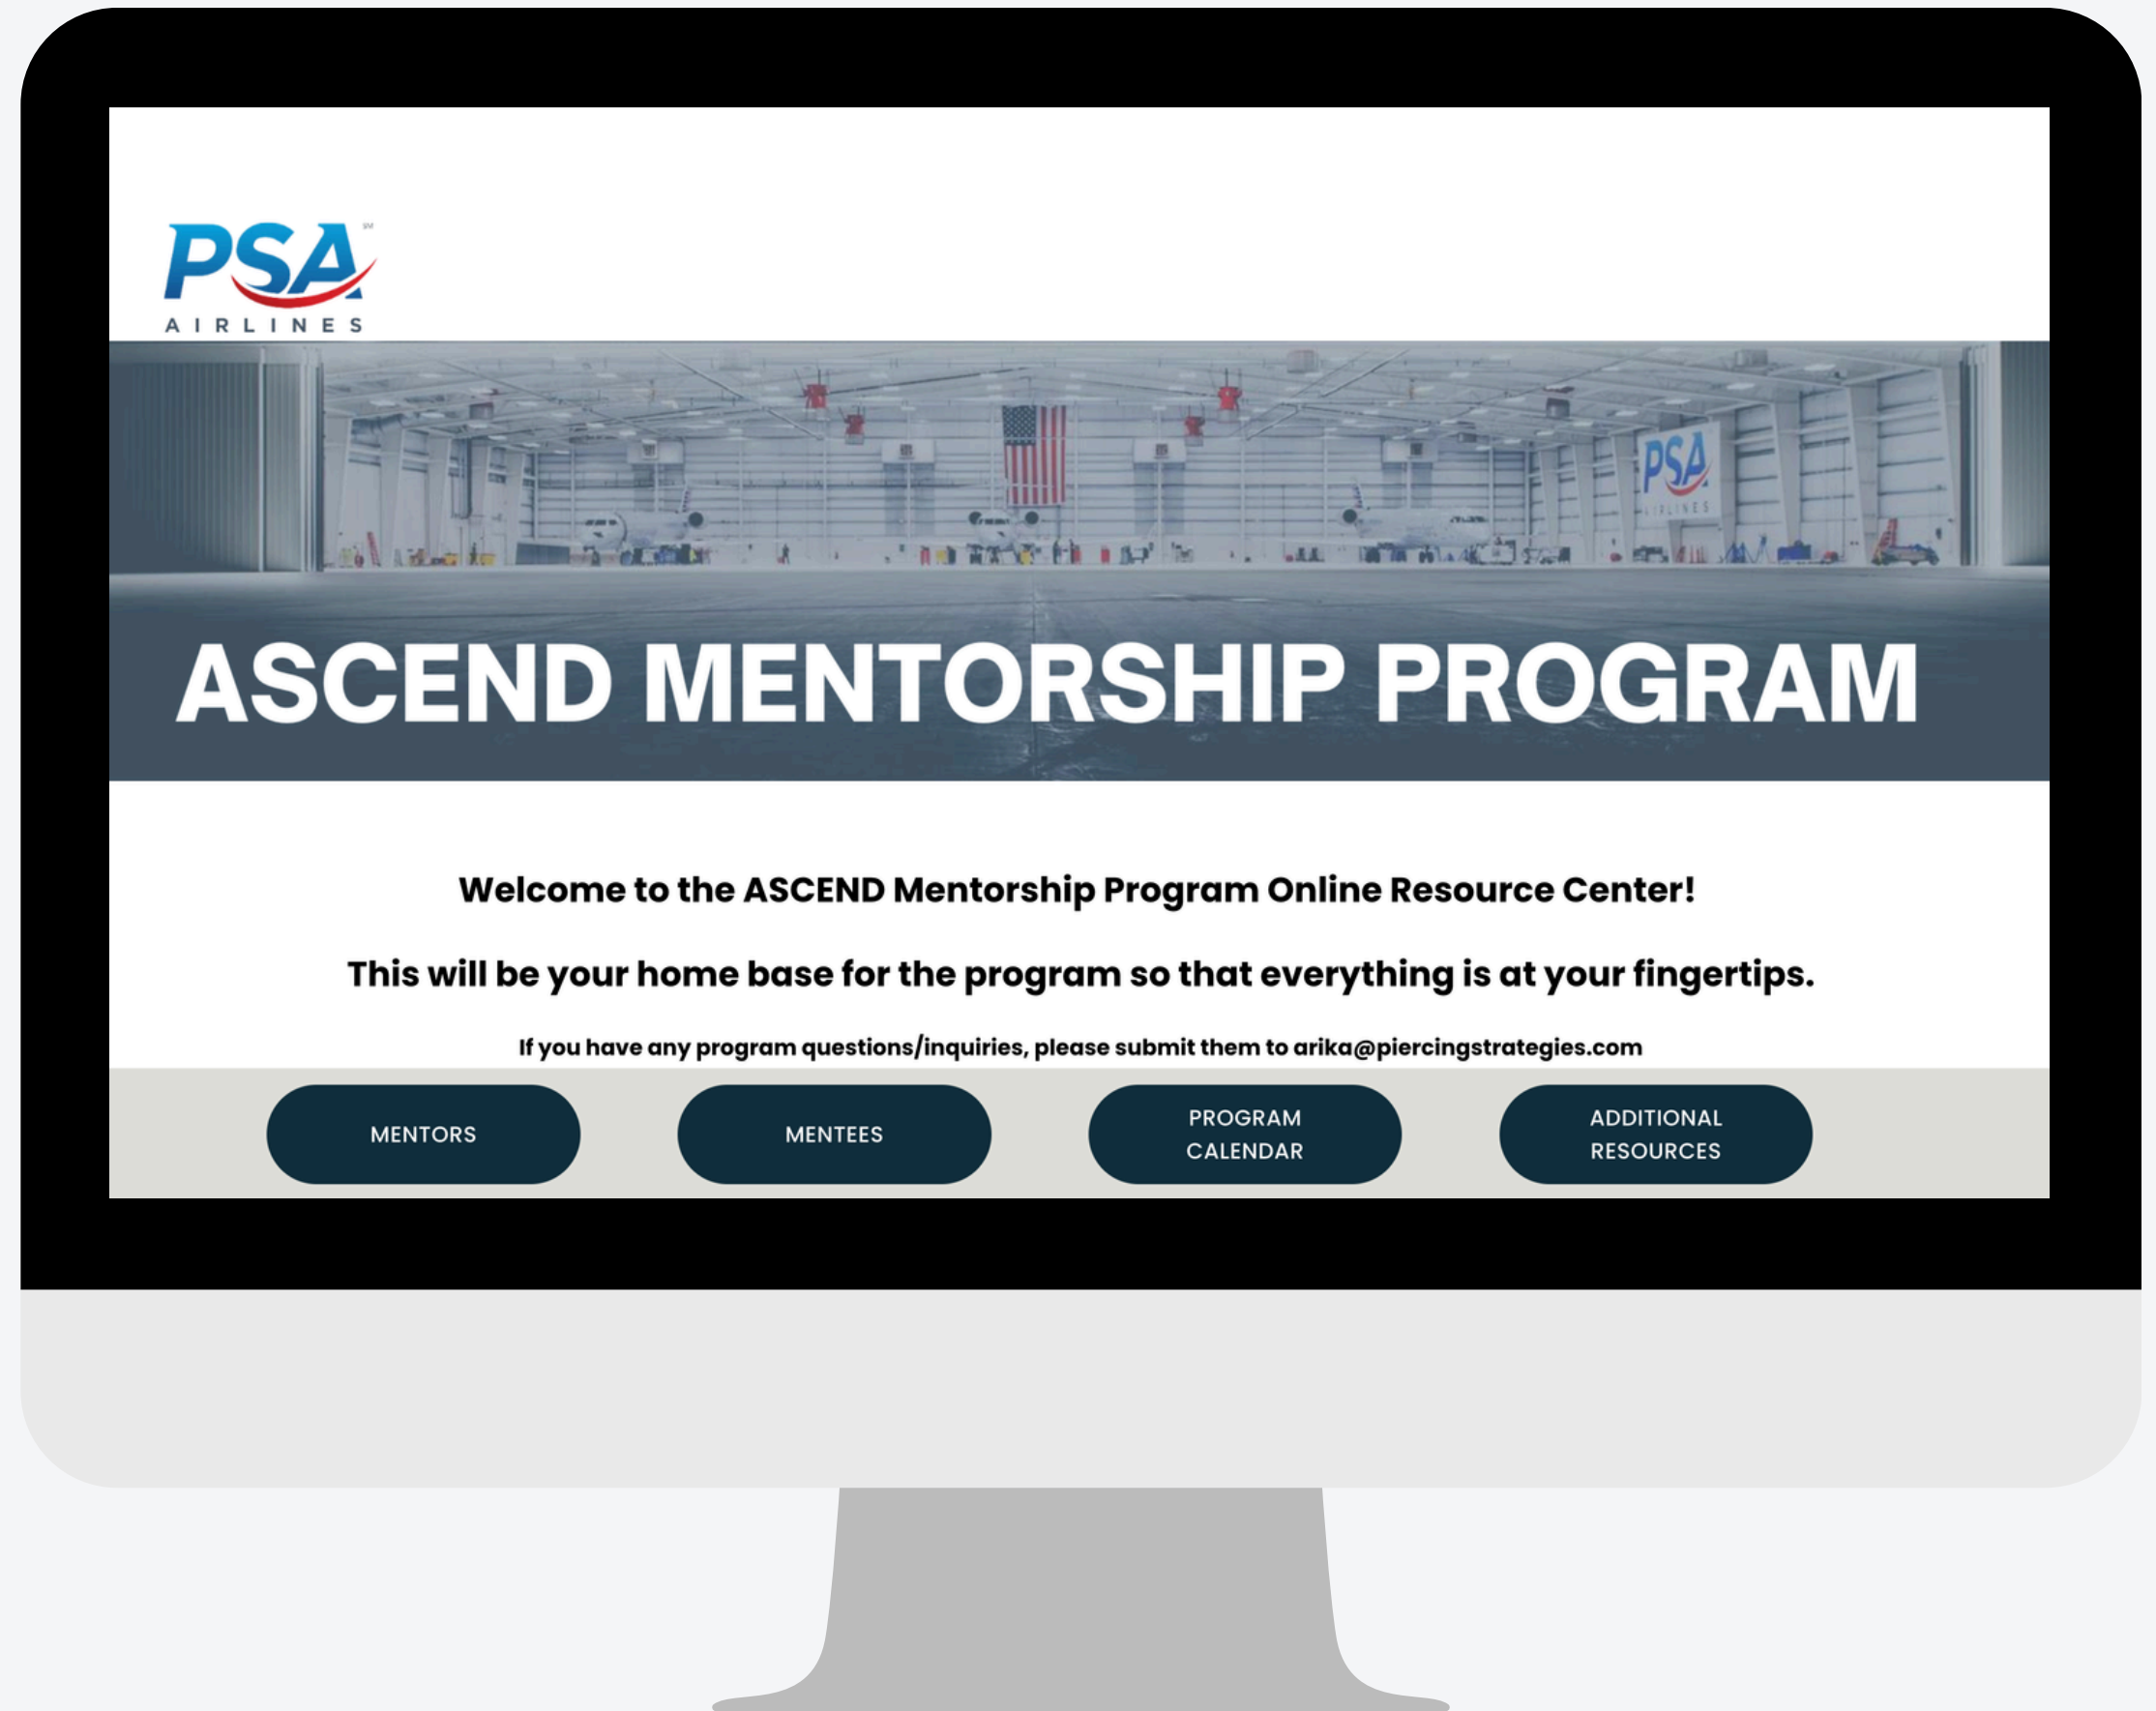 PSA
SM
AIRLINES
PSA
AIRLINES
ASCEND MENTORSHIP PROGRAM
Welcome to the ASCEND Mentorship Program Online Resource Center!
This will be your home base for the program so that everything is at your fingertips.
If you have any program questions/inquiries, please submit them to arika@piercingstrategies.com
MENTORS
MENTEES
PROGRAM
CALENDAR
ADDITIONAL
RESOURCES